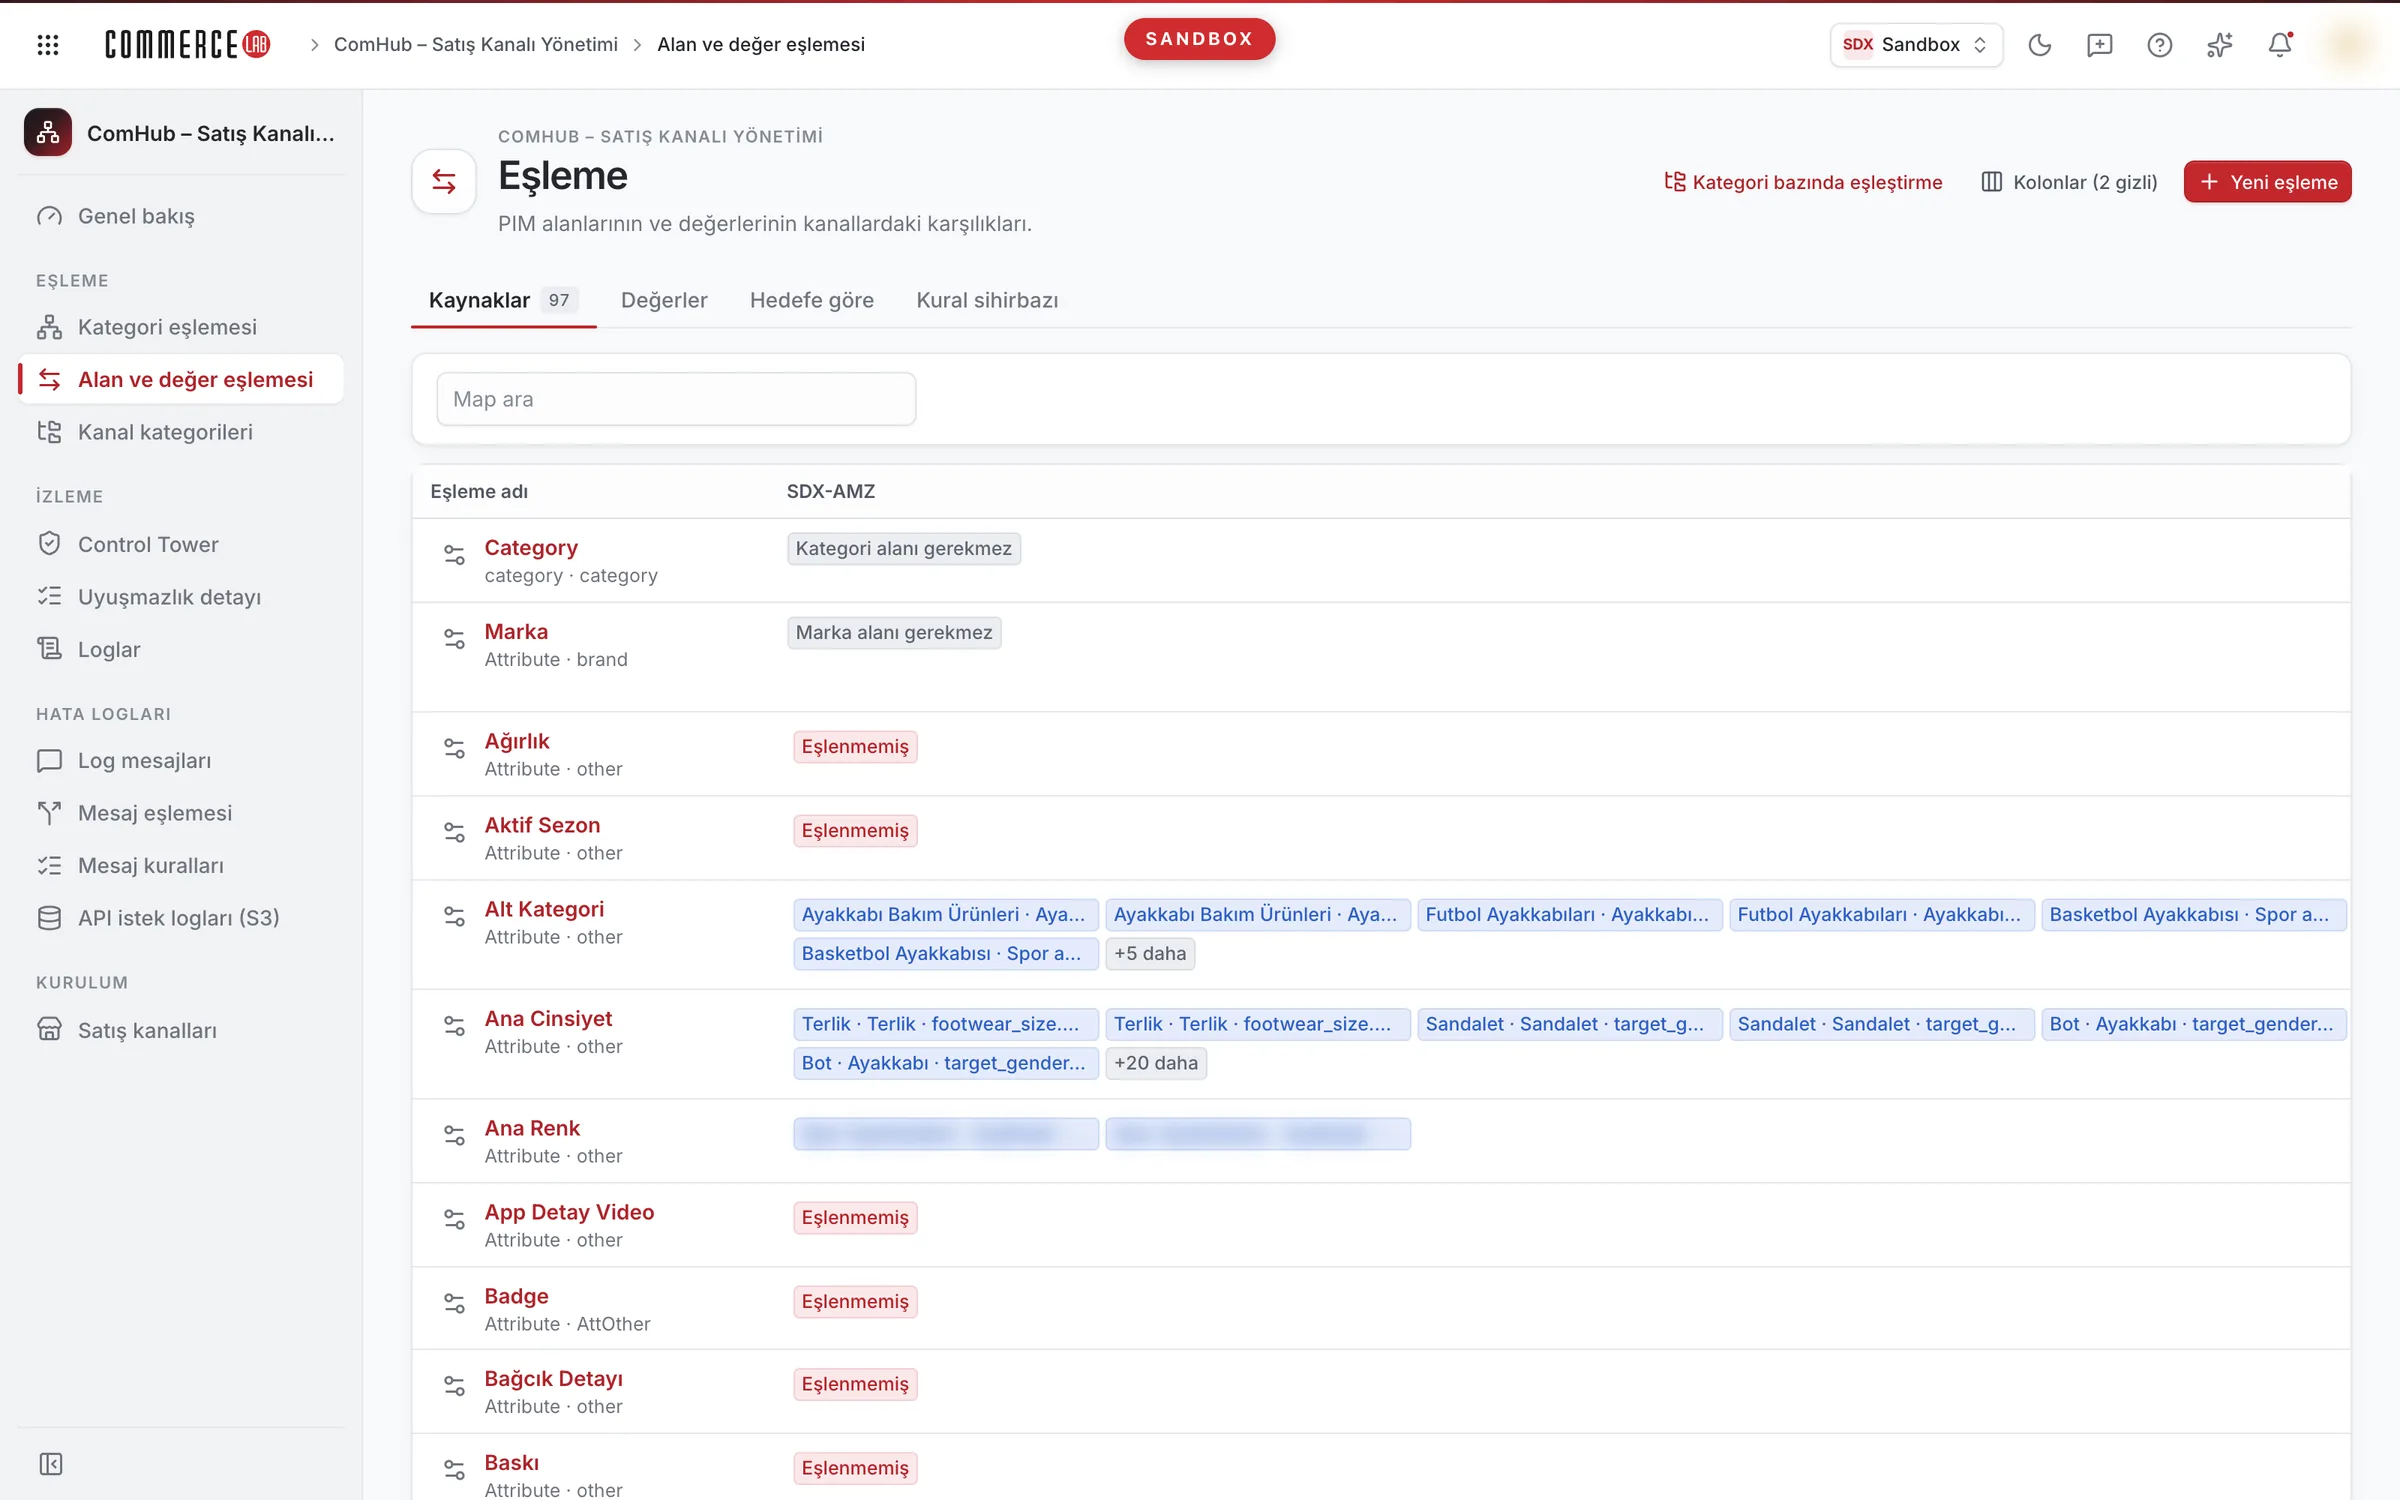 COMMERCE LAB
ComHub – Satış Kanalı Yönetimi
Alan ve değer eşlemesi
SANDBOX
SDX Sandbox
ComHub – Satış Kanalı...
Genel bakış
EŞLEME
Kategori eşlemesi
Alan ve değer eşlemesi
Kanal kategorileri
İZLEME
Control Tower
Uyuşmazlık detayı
Loglar
HATA LOGLARI
Log mesajları
Mesaj eşlemesi
Mesaj kuralları
API istek logları (S3)
KURULUM
Satış kanalları
COMHUB – SATIŞ KANALI YÖNETİMİ
Eşleme
PIM alanlarının ve değerlerinin kanallardaki karşılıkları.
Kategori bazında eşleştirme
Kolonlar (2 gizli)
+ Yeni eşleme
Kaynaklar 97
Değerler
Hedefe göre
Kural sihirbazı
Map ara
Eşleme adı
SDX-AMZ
Category
category · category
Kategori alanı gerekmez
Marka
Attribute · brand
Marka alanı gerekmez
Ağırlık
Attribute · other
Eşlenmemiş
Aktif Sezon
Attribute · other
Eşlenmemiş
Alt Kategori
Attribute · other
Ayakkabı Bakım Ürünleri · Aya...
Ayakkabı Bakım Ürünleri · Aya...
Futbol Ayakkabıları · Ayakkabı...
Futbol Ayakkabıları · Ayakkabı...
Basketbol Ayakkabısı · Spor a...
Basketbol Ayakkabısı · Spor a...
+5 daha
Ana Cinsiyet
Attribute · other
Terlik · Terlik · footwear_size....
Terlik · Terlik · footwear_size....
Sandalet · Sandalet · target_g...
Sandalet · Sandalet · target_g...
Bot · Ayakkabı · target_gender...
Bot · Ayakkabı · target_gender...
+20 daha
Ana Renk
Attribute · other
App Detay Video
Attribute · other
Eşlenmemiş
Badge
Attribute · AttOther
Eşlenmemiş
Bağcık Detayı
Attribute · other
Eşlenmemiş
Baskı
Attribute · other
Eşlenmemiş